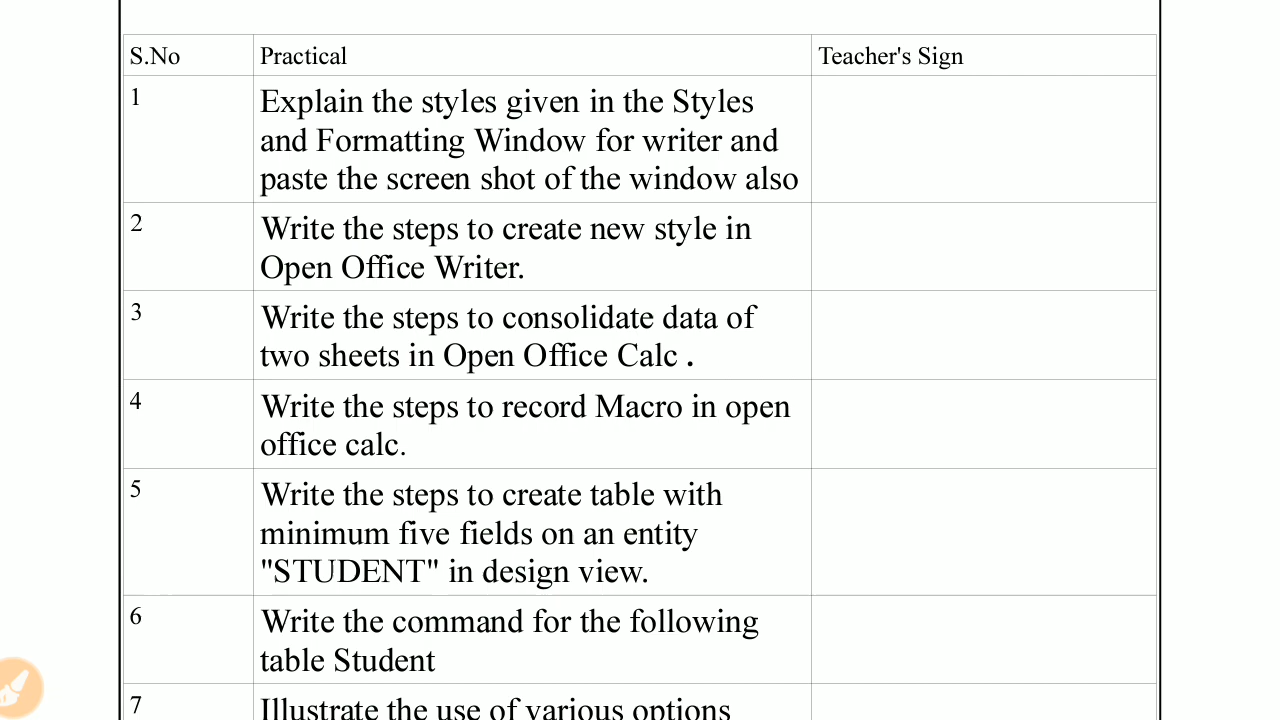 S.No Practical Teacher's Sign
1 Explain the styles given in the Styles
and Formatting Window for writer and
paste the screen shot of the window also
2 Write the steps to create new style in
Open Office Writer.
3 Write the steps to consolidate data of
two sheets in Open Office Calc .
4 Write the steps to record Macro in open
office calc.
5 Write the steps to create table with
minimum five fields on an entity
"STUDENT" in design view.
6 Write the command for the following
table Student
7 Illustrate the use of various options